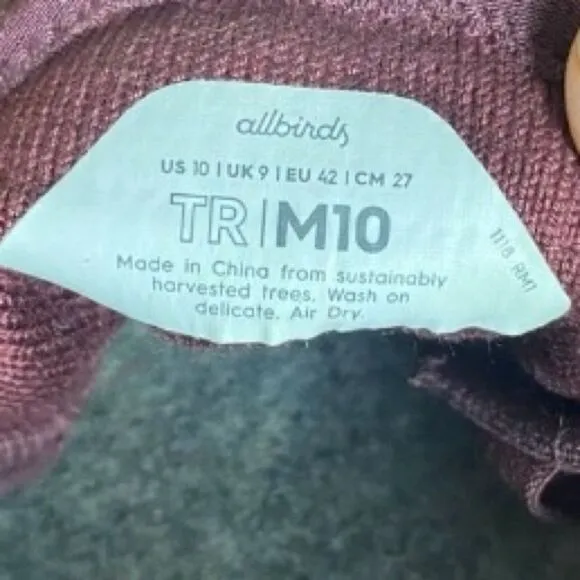 allbirds
US 10 | UK 9 | EU 42 | CM 27
TR | M10
Made in China from sustainably
harvested trees. Wash on
delicate. Air Dry.
1118 RM1